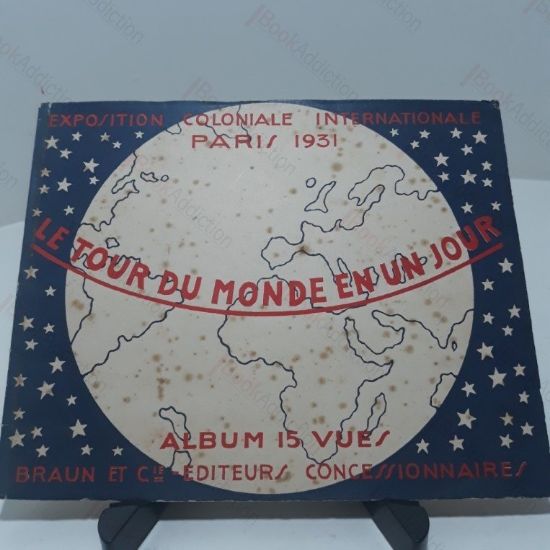 EXPOSITION COLONIALE INTERNATIONALE
PARIS 1931
LE TOUR DU MONDE EN UN JOUR
ALBUM 15 VUES
BRAUN ET CIE - EDITEURS CONCESSIONNAIRES
BookAddiction